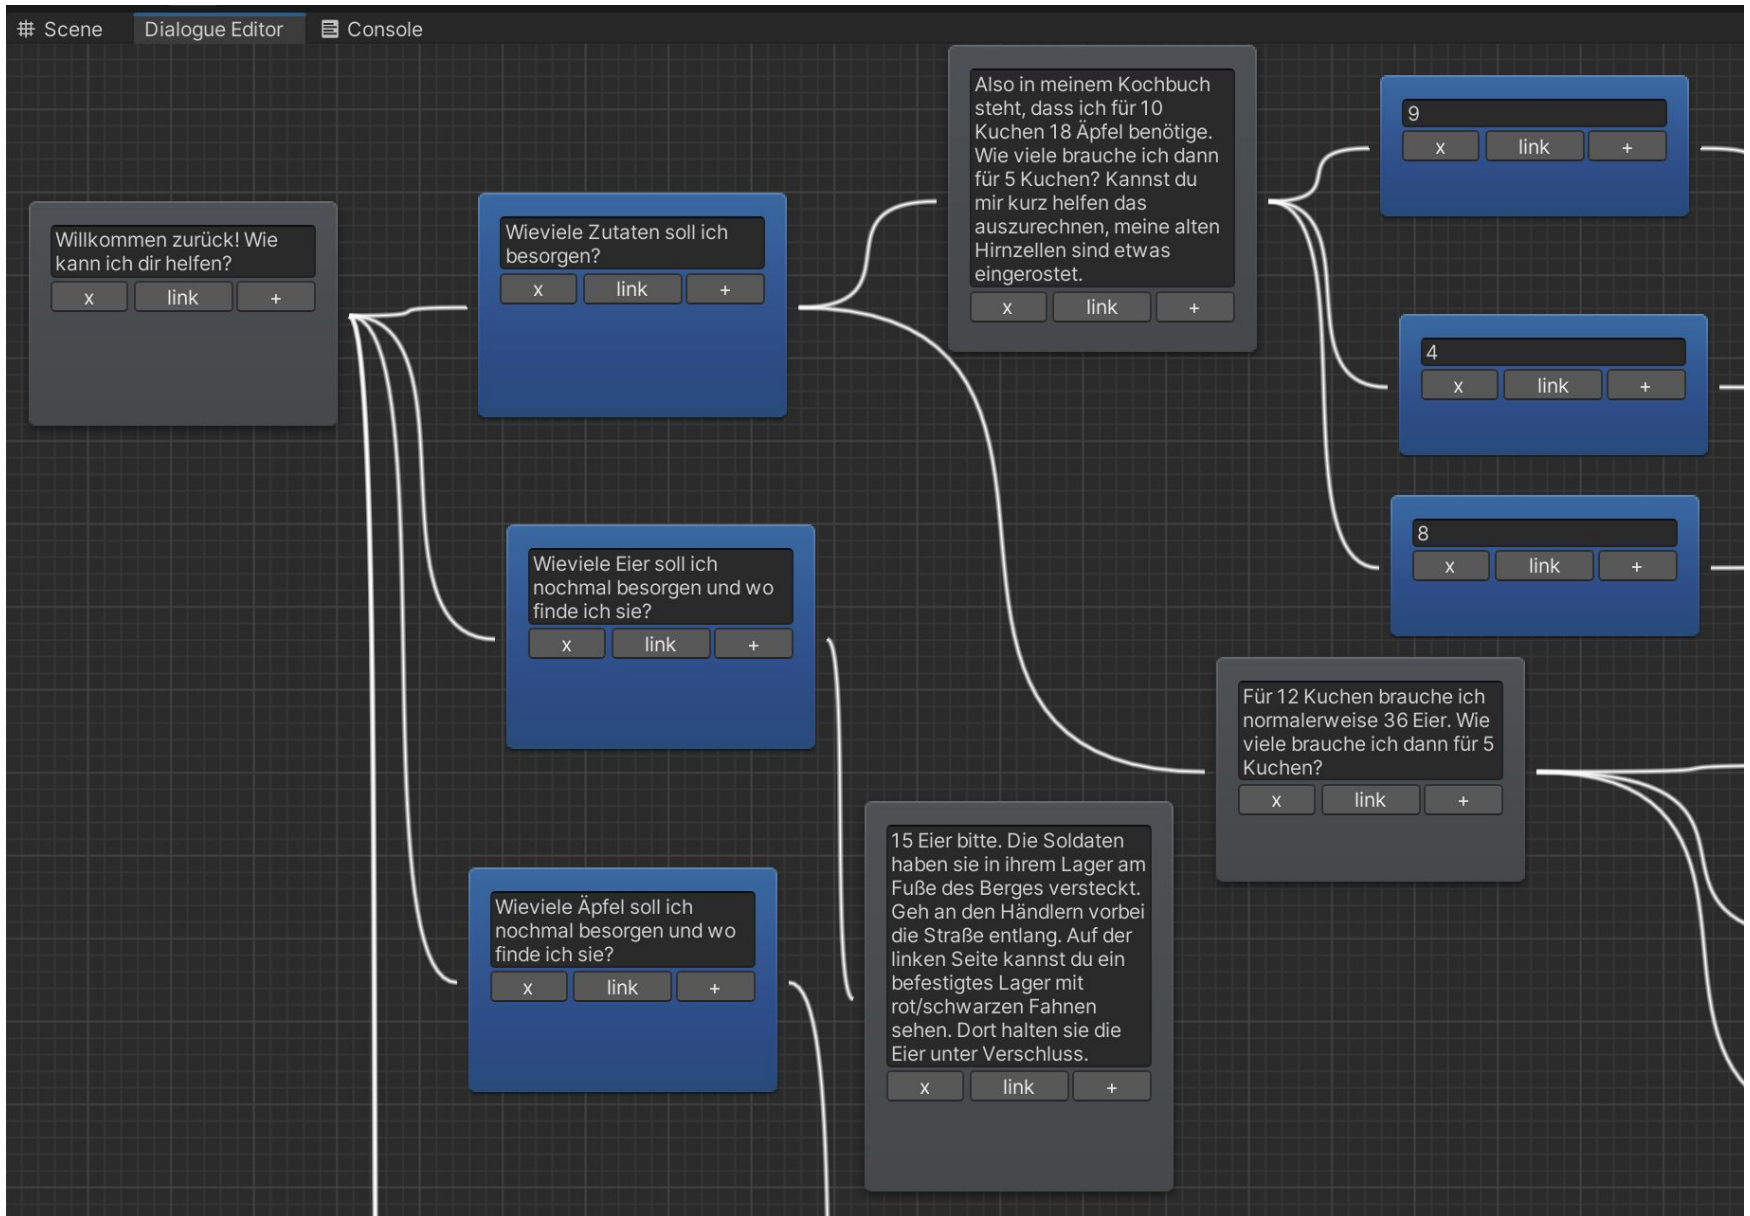 Scene
Dialogue Editor
Console
Willkommen zurück! Wie
kann ich dir helfen?
x link +
Wieviele Zutaten soll ich
besorgen?
x link +
Also in meinem Kochbuch
steht, dass ich für 10
Kuchen 18 Äpfel benötige.
Wie viele brauche ich dann
für 5 Kuchen? Kannst du
mir kurz helfen das
auszurechnen, meine alten
Hirnzellen sind etwas
eingerostet.
x link +
9
x link +
4
x link +
8
x link +
Wieviele Eier soll ich
nochmal besorgen und wo
finde ich sie?
x link +
Für 12 Kuchen brauche ich
normalerweise 36 Eier. Wie
viele brauche ich dann für 5
Kuchen?
x link +
Wieviele Äpfel soll ich
nochmal besorgen und wo
finde ich sie?
x link +
15 Eier bitte. Die Soldaten
haben sie in ihrem Lager am
Fuße des Berges versteckt.
Geh an den Händlern vorbei
die Straße entlang. Auf der
linken Seite kannst du ein
befestigtes Lager mit
rot/schwarzen Fahnen
sehen. Dort halten sie die
Eier unter Verschluss.
x link +